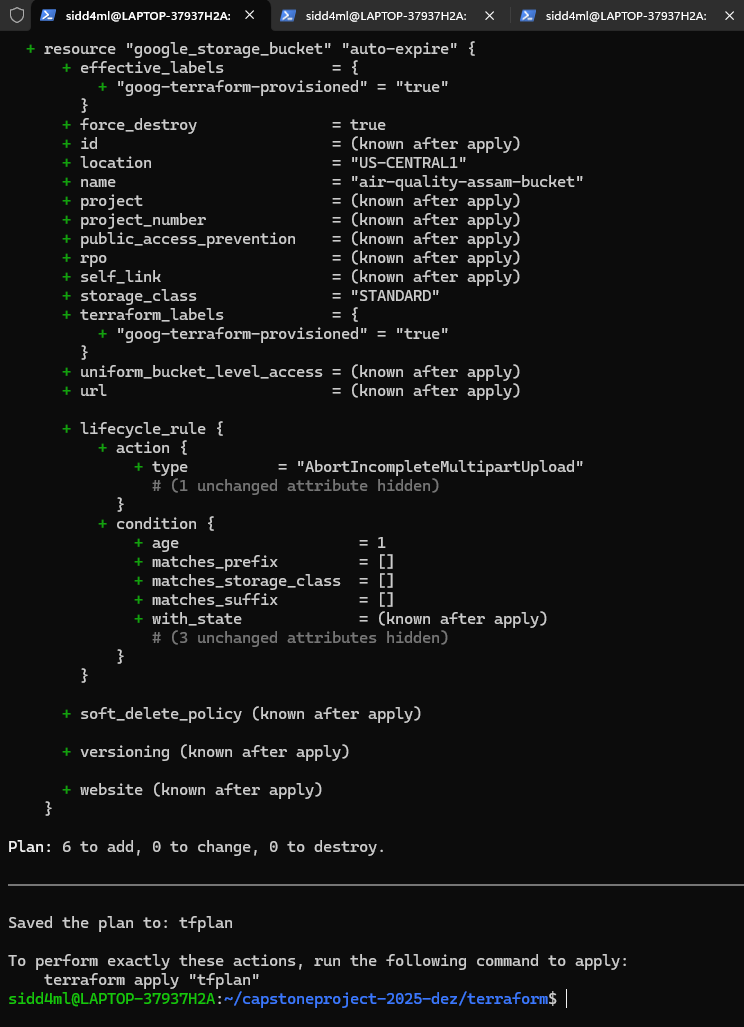 sidd4ml@LAPTOP-37937H2A:
sidd4ml@LAPTOP-37937H2A:
sidd4ml@LAPTOP-37937H2A:
+ resource "google_storage_bucket" "auto-expire" {
+ effective_labels = {
+ "goog-terraform-provisioned" = "true"
}
+ force_destroy = true
+ id = (known after apply)
+ location = "US-CENTRAL1"
+ name = "air-quality-assam-bucket"
+ project = (known after apply)
+ project_number = (known after apply)
+ public_access_prevention = (known after apply)
+ rpo = (known after apply)
+ self_link = (known after apply)
+ storage_class = "STANDARD"
+ terraform_labels = {
+ "goog-terraform-provisioned" = "true"
}
+ uniform_bucket_level_access = (known after apply)
+ url = (known after apply)
+ lifecycle_rule {
+ action {
+ type = "AbortIncompleteMultipartUpload"
# (1 unchanged attribute hidden)
}
+ condition {
+ age = 1
+ matches_prefix = []
+ matches_storage_class = []
+ matches_suffix = []
+ with_state = (known after apply)
# (3 unchanged attributes hidden)
}
}
+ soft_delete_policy (known after apply)
+ versioning (known after apply)
+ website (known after apply)
}
Plan: 6 to add, 0 to change, 0 to destroy.
Saved the plan to: tfplan
To perform exactly these actions, run the following command to apply:
terraform apply "tfplan"
sidd4ml@LAPTOP-37937H2A:~/capstoneproject-2025-dez/terraform$